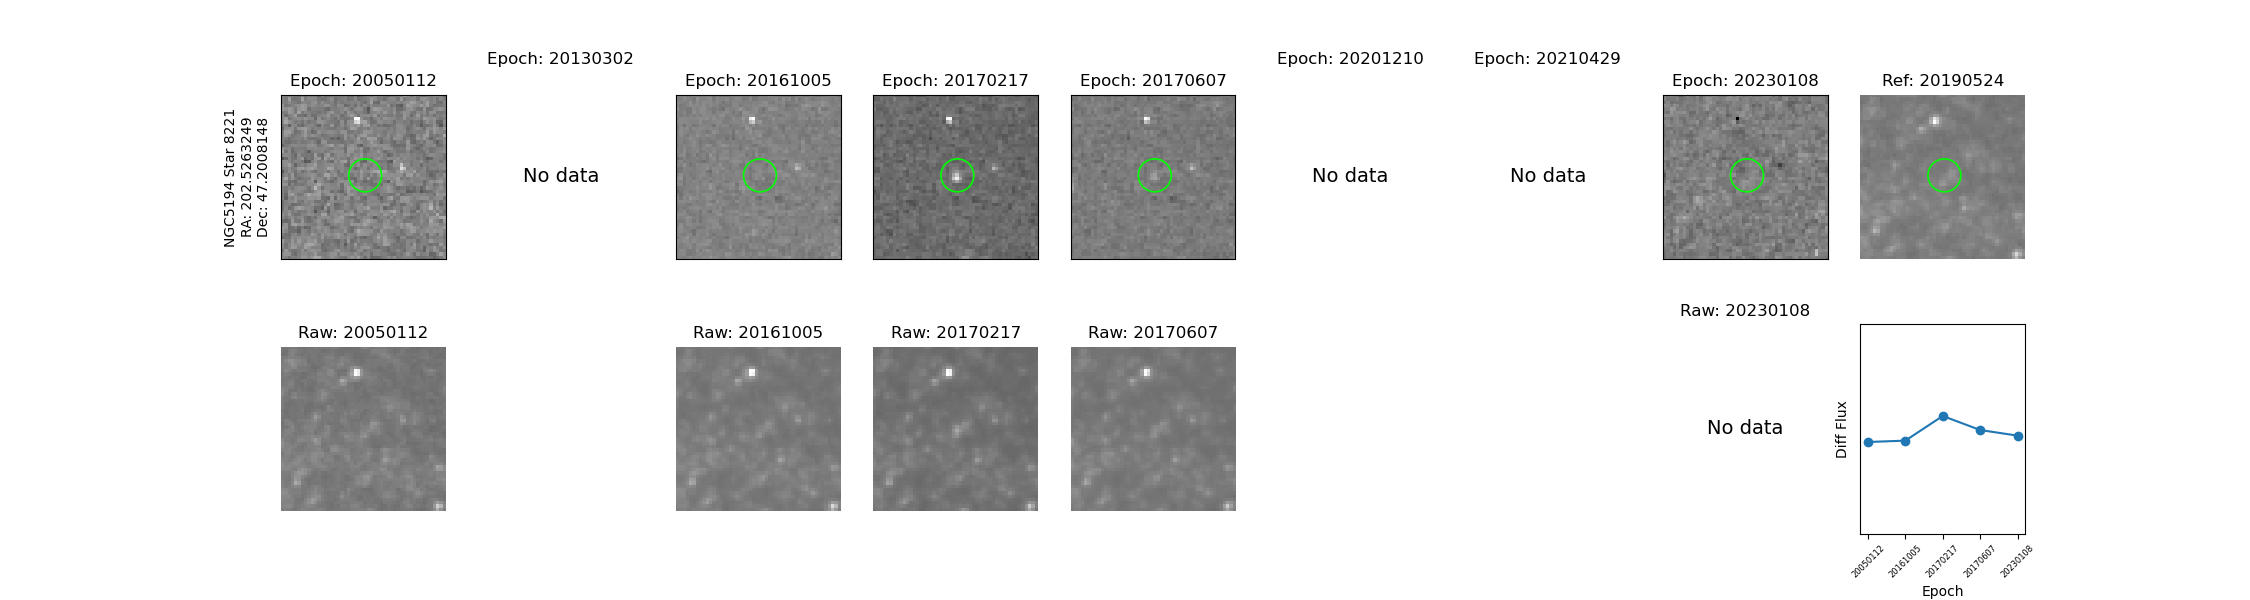 Epoch: 20050112
Epoch: 20130302
Epoch: 20161005
Epoch: 20170217
Epoch: 20170607
Epoch: 20201210
Epoch: 20210429
Epoch: 20230108
Ref: 20190524
NGC5194 Star 8221
RA: 202.5263249
Dec: 47.2008148
No data
No data
No data
Raw: 20050112
Raw: 20161005
Raw: 20170217
Raw: 20170607
Raw: 20230108
No data
Diff Flux
20050112
20161005
20170217
20170607
20230108
Epoch